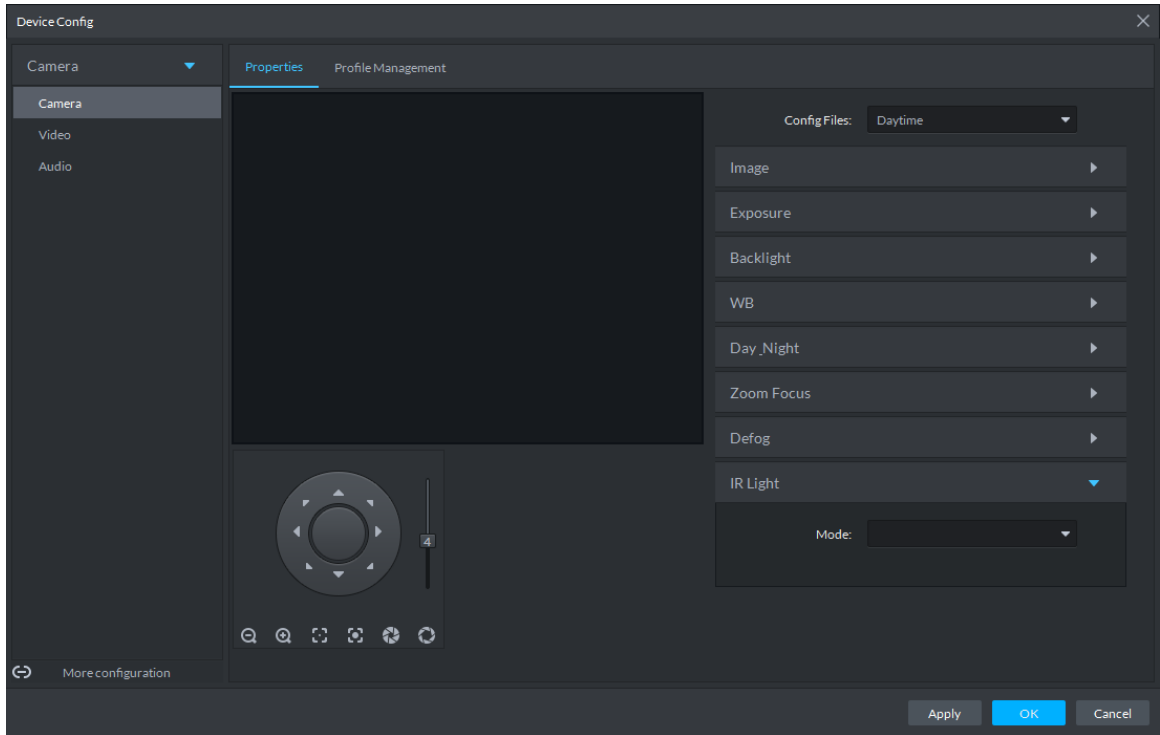 Device Config
Camera
Camera
Video
Audio
More configuration
Properties Profile Management
Config Files: Daytime
Image
Exposure
Backlight
WB
Day_Night
Zoom Focus
Defog
IR Light
Mode:
4
Apply OK Cancel